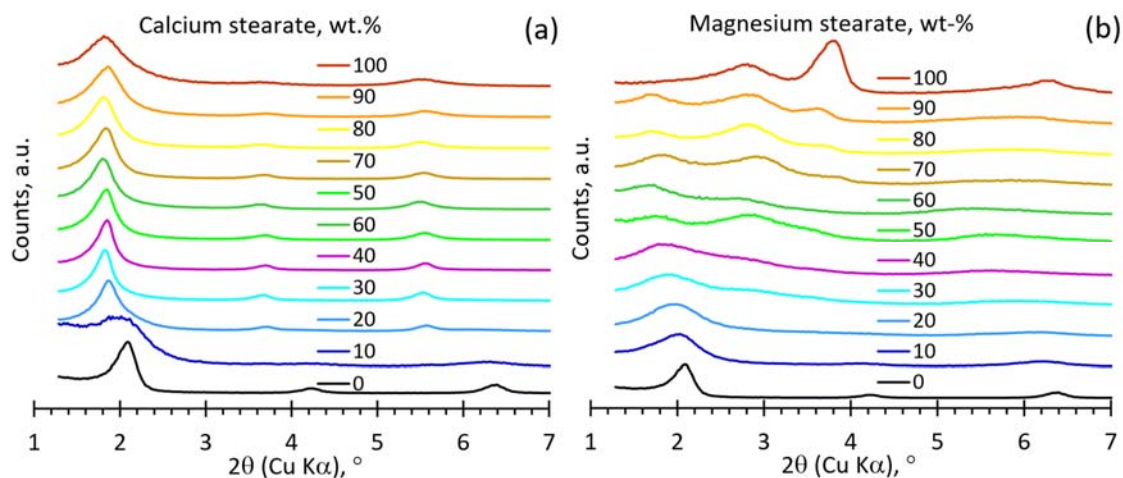 Calcium stearate, wt.%
(a)
100
90
80
70
60
50
40
30
20
10
0
Counts, a.u.
1 2 3 4 5 6 7
2θ (Cu Kα), °
Magnesium stearate, wt-%
(b)
100
90
80
70
60
50
40
30
20
10
0
Counts, a.u.
1 2 3 4 5 6 7
2θ (Cu Kα), °